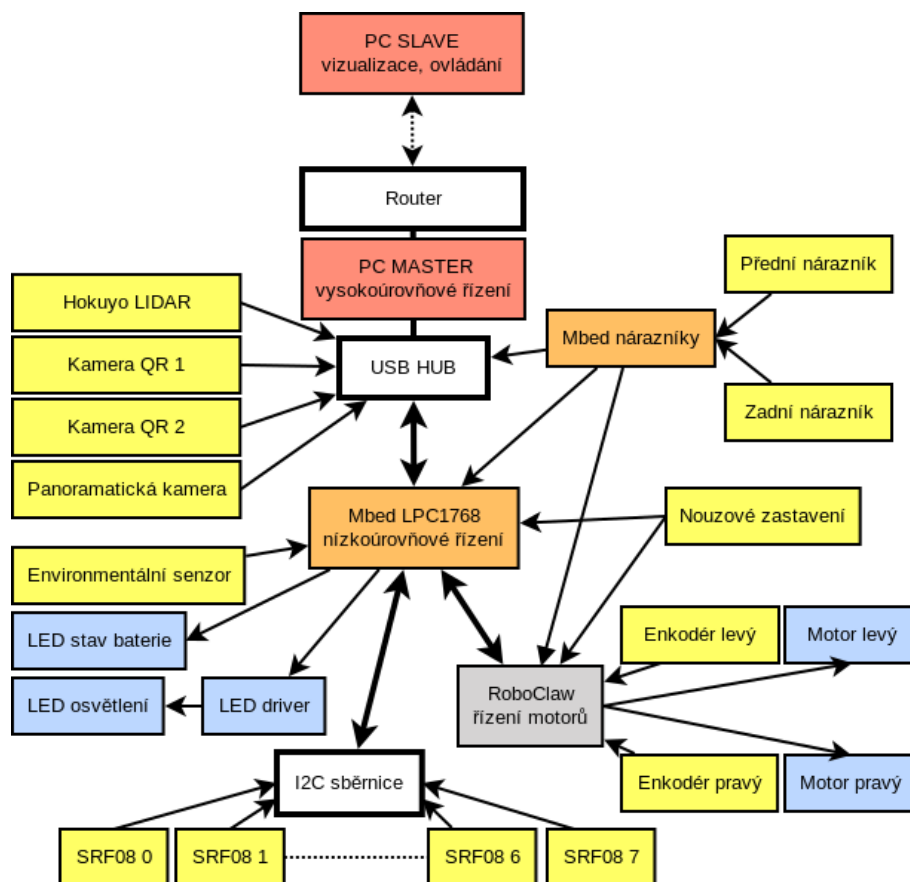 PC SLAVE
vizualizace, ovládání
Router
PC MASTER
vysokoúrovňové řízení
Přední nárazník
Hokuyo LIDAR
Mbed nárazníky
Kamera QR 1
USB HUB
Kamera QR 2
Zadní nárazník
Panoramatická kamera
Mbed LPC1768
nízkoúrovňové řízení
Nouzové zastavení
Environmentální senzor
LED stav baterie
Enkodér levý
Motor levý
LED osvětlení
LED driver
RoboClaw
řízení motorů
I2C sběrnice
Enkodér pravý
Motor pravý
SRF08 0
SRF08 1
SRF08 6
SRF08 7